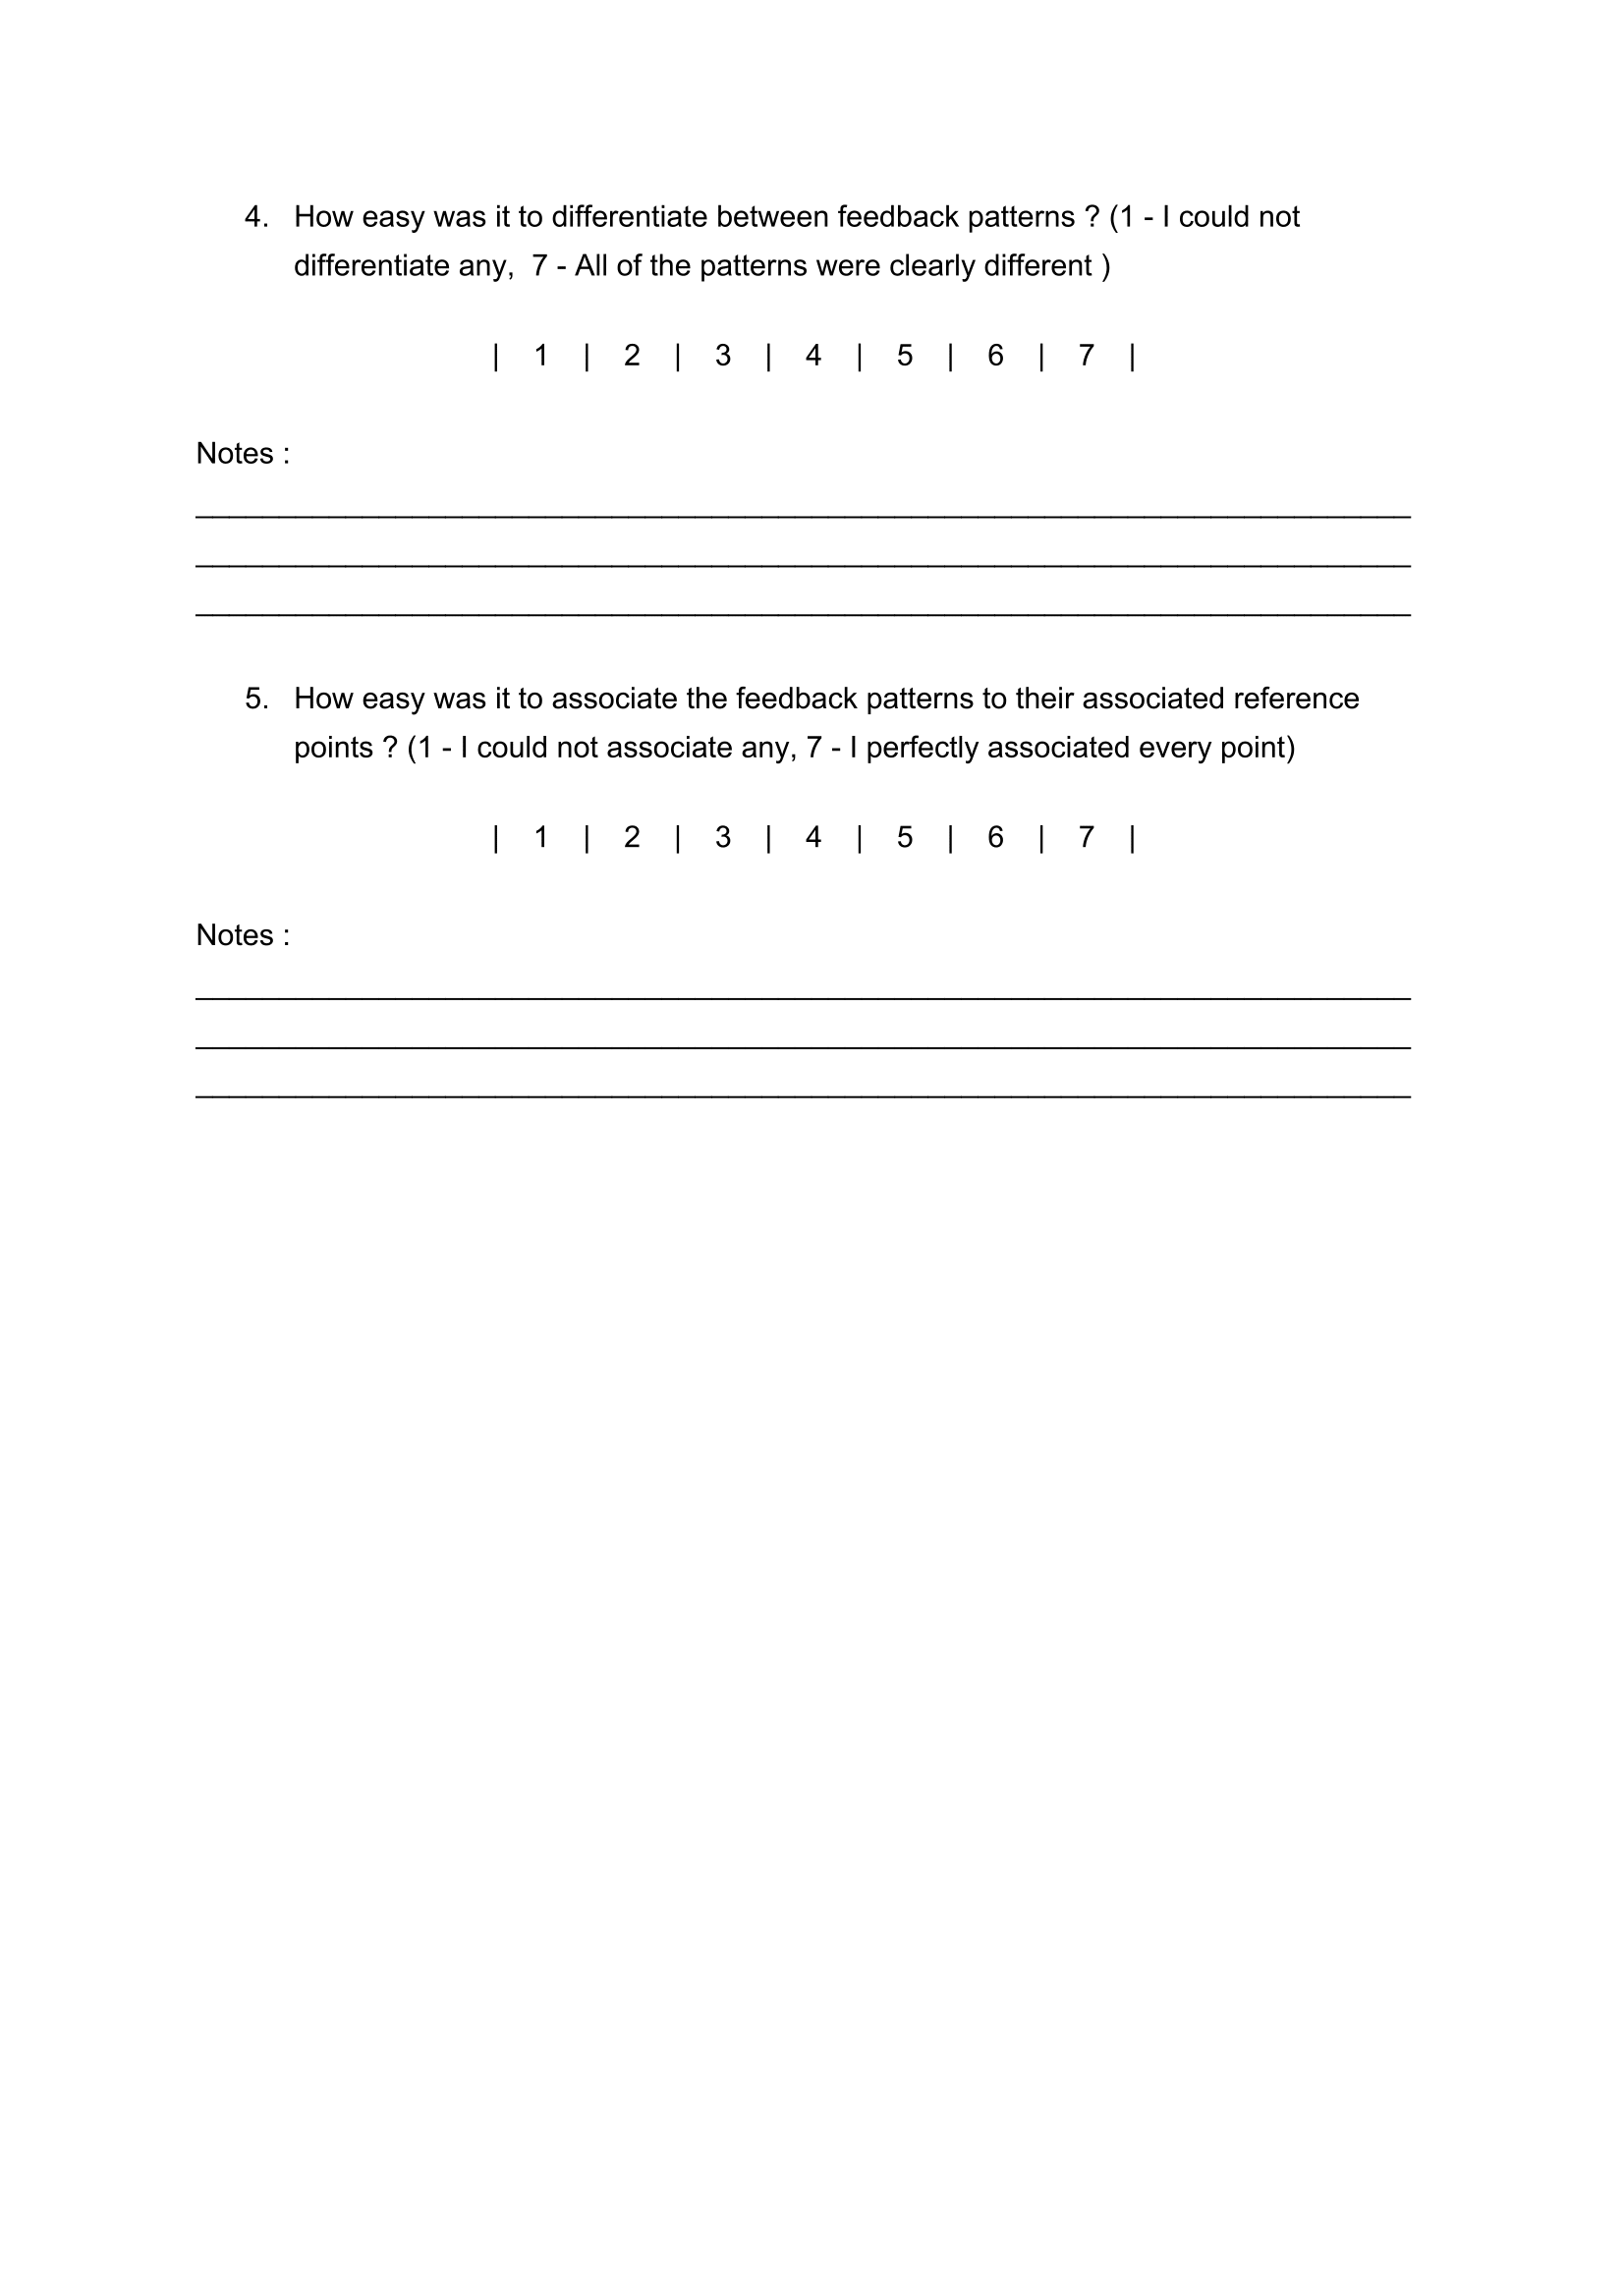 4. How easy was it to differentiate between feedback patterns ? (1 - I could not
differentiate any,  7 - All of the patterns were clearly different )
| 1 | 2 | 3 | 4 | 5 | 6 | 7 |
Notes :
5. How easy was it to associate the feedback patterns to their associated reference
points ? (1 - I could not associate any, 7 - I perfectly associated every point)
| 1 | 2 | 3 | 4 | 5 | 6 | 7 |
Notes :